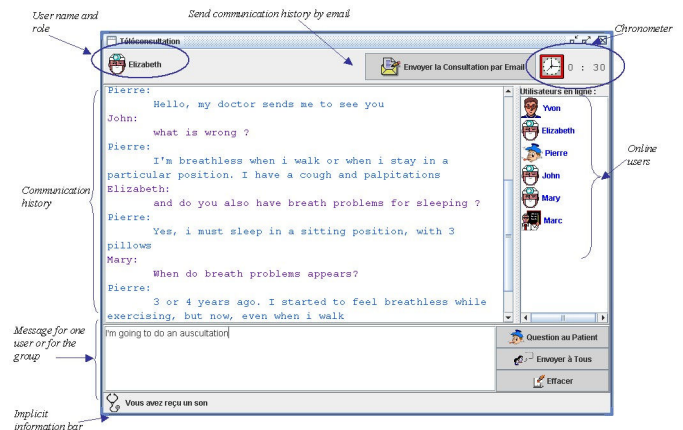 User name and
role
Send communication history by email
Chronometer
Téléconsultation
Elizabeth
Envoyer la Consultation par Email
0 : 30
Pierre:
Hello, my doctor sends me to see you
John:
what is wrong ?
Pierre:
I'm breathless when i walk or when i stay in a
particular position. I have a cough and palpitations
Elizabeth:
and do you also have breath problems for sleeping ?
Pierre:
Yes, i must sleep in a sitting position, with 3
pillows
Mary:
When do breath problems appears?
Pierre:
3 or 4 years ago. I started to feel breathless while
exercising, but now, even when i walk
Utilisateurs en ligne :
Yvon
Elizabeth
Pierre
John
Mary
Marc
Online
users
Communication
history
Message for one
user or for the
group
I'm going to do an auscultation
Question au Patient
Envoyer à Tous
Effacer
Vous avez reçu un son
Implicit
information bar